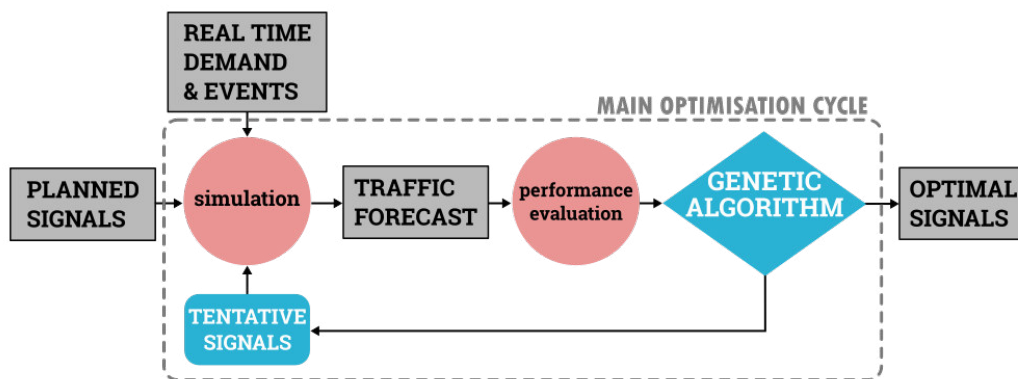 REAL TIME
DEMAND
& EVENTS
MAIN OPTIMISATION CYCLE
PLANNED
SIGNALS
simulation
TRAFFIC
FORECAST
performance
evaluation
GENETIC
ALGORITHM
OPTIMAL
SIGNALS
TENTATIVE
SIGNALS